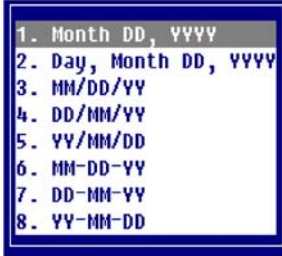 1. Month DD, YYYY
2. Day, Month DD, YYYY
3. MM/DD/YY
4. DD/MM/YY
5. YY/MM/DD
6. MM-DD-YY
7. DD-MM-YY
8. YY-MM-DD